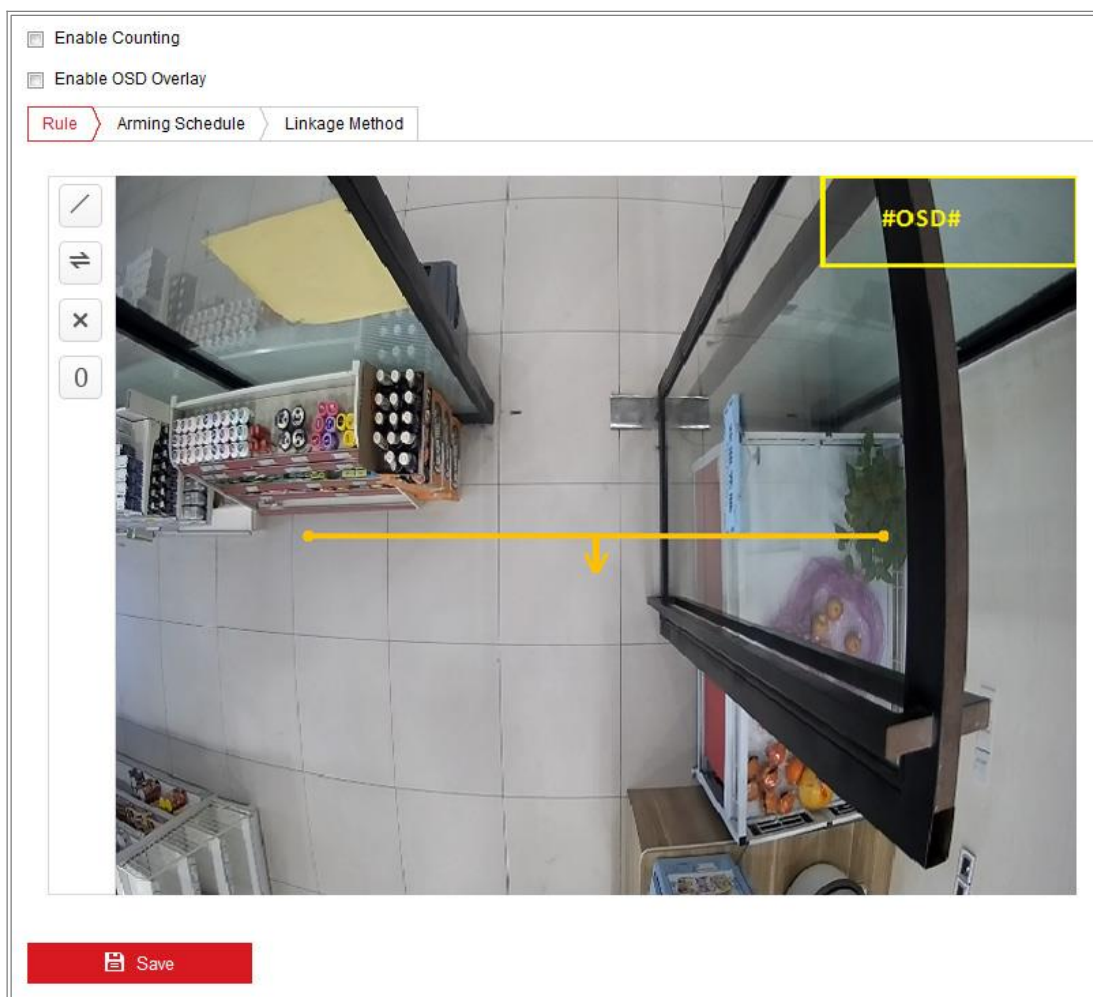 Enable Counting
Enable OSD Overlay
Rule Arming Schedule Linkage Method
#OSD#
0
Save